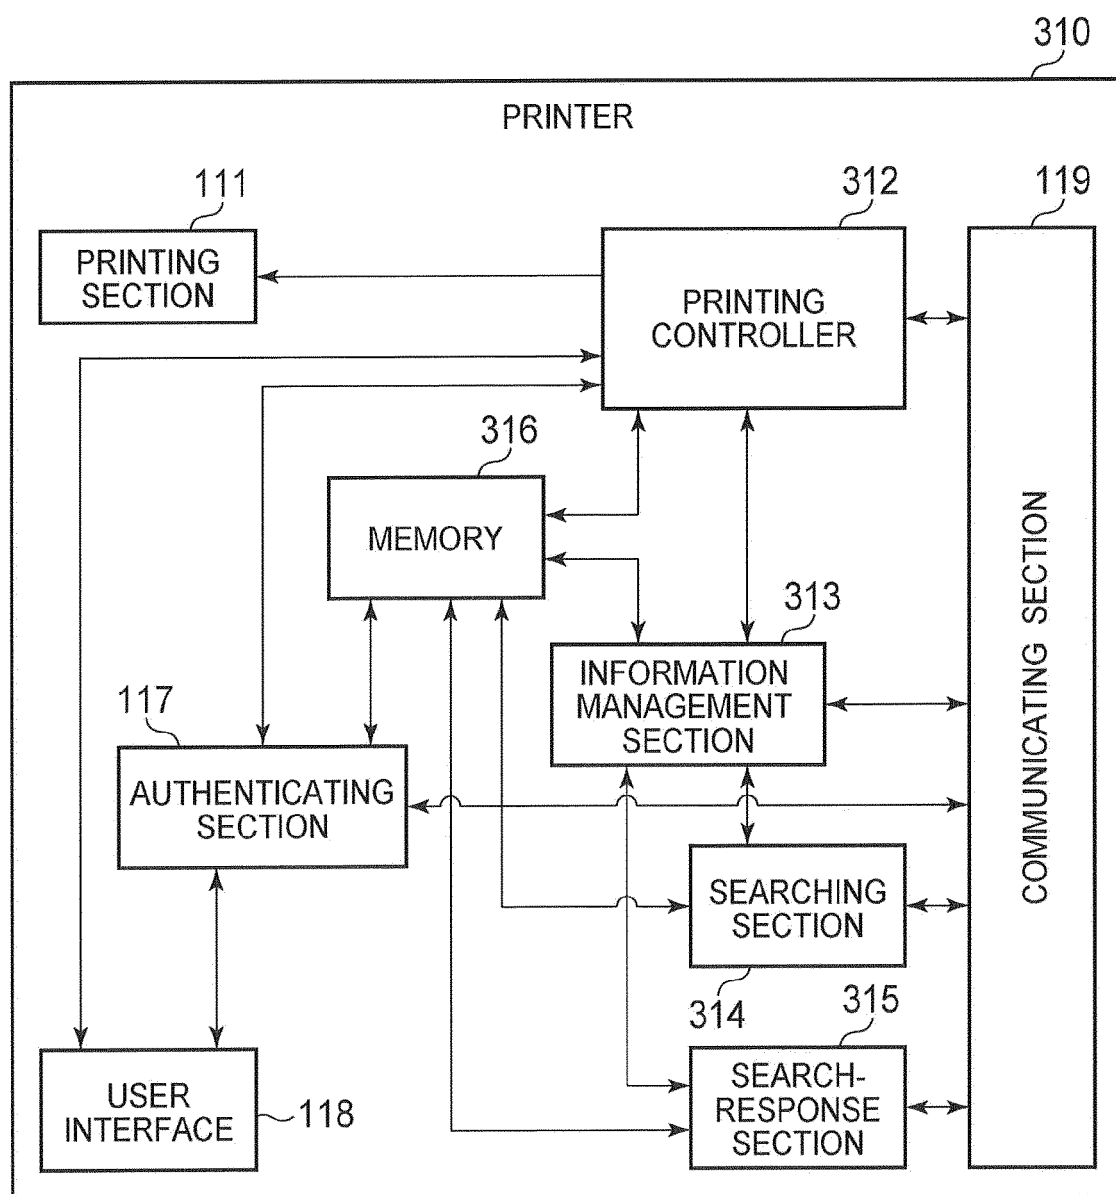 310
PRINTER
111
312
119
PRINTING
SECTION
PRINTING
CONTROLLER
316
MEMORY
313
INFORMATION
MANAGEMENT
SECTION
COMMUNICATING SECTION
117
AUTHENTICATING
SECTION
SEARCHING
SECTION
314
315
USER
INTERFACE
118
SEARCH-
RESPONSE
SECTION